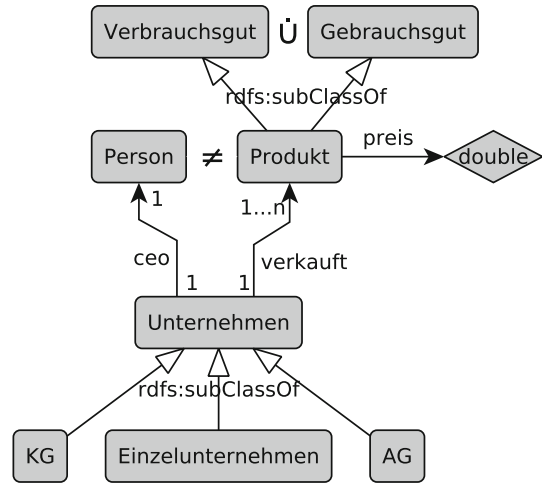 Verbrauchsgut U̇ Gebrauchsgut
rdfs:subClassOf
Person ≠ Produkt preis double
1 1...n
ceo verkauft
1 1
Unternehmen
rdfs:subClassOf
KG Einzelunternehmen AG